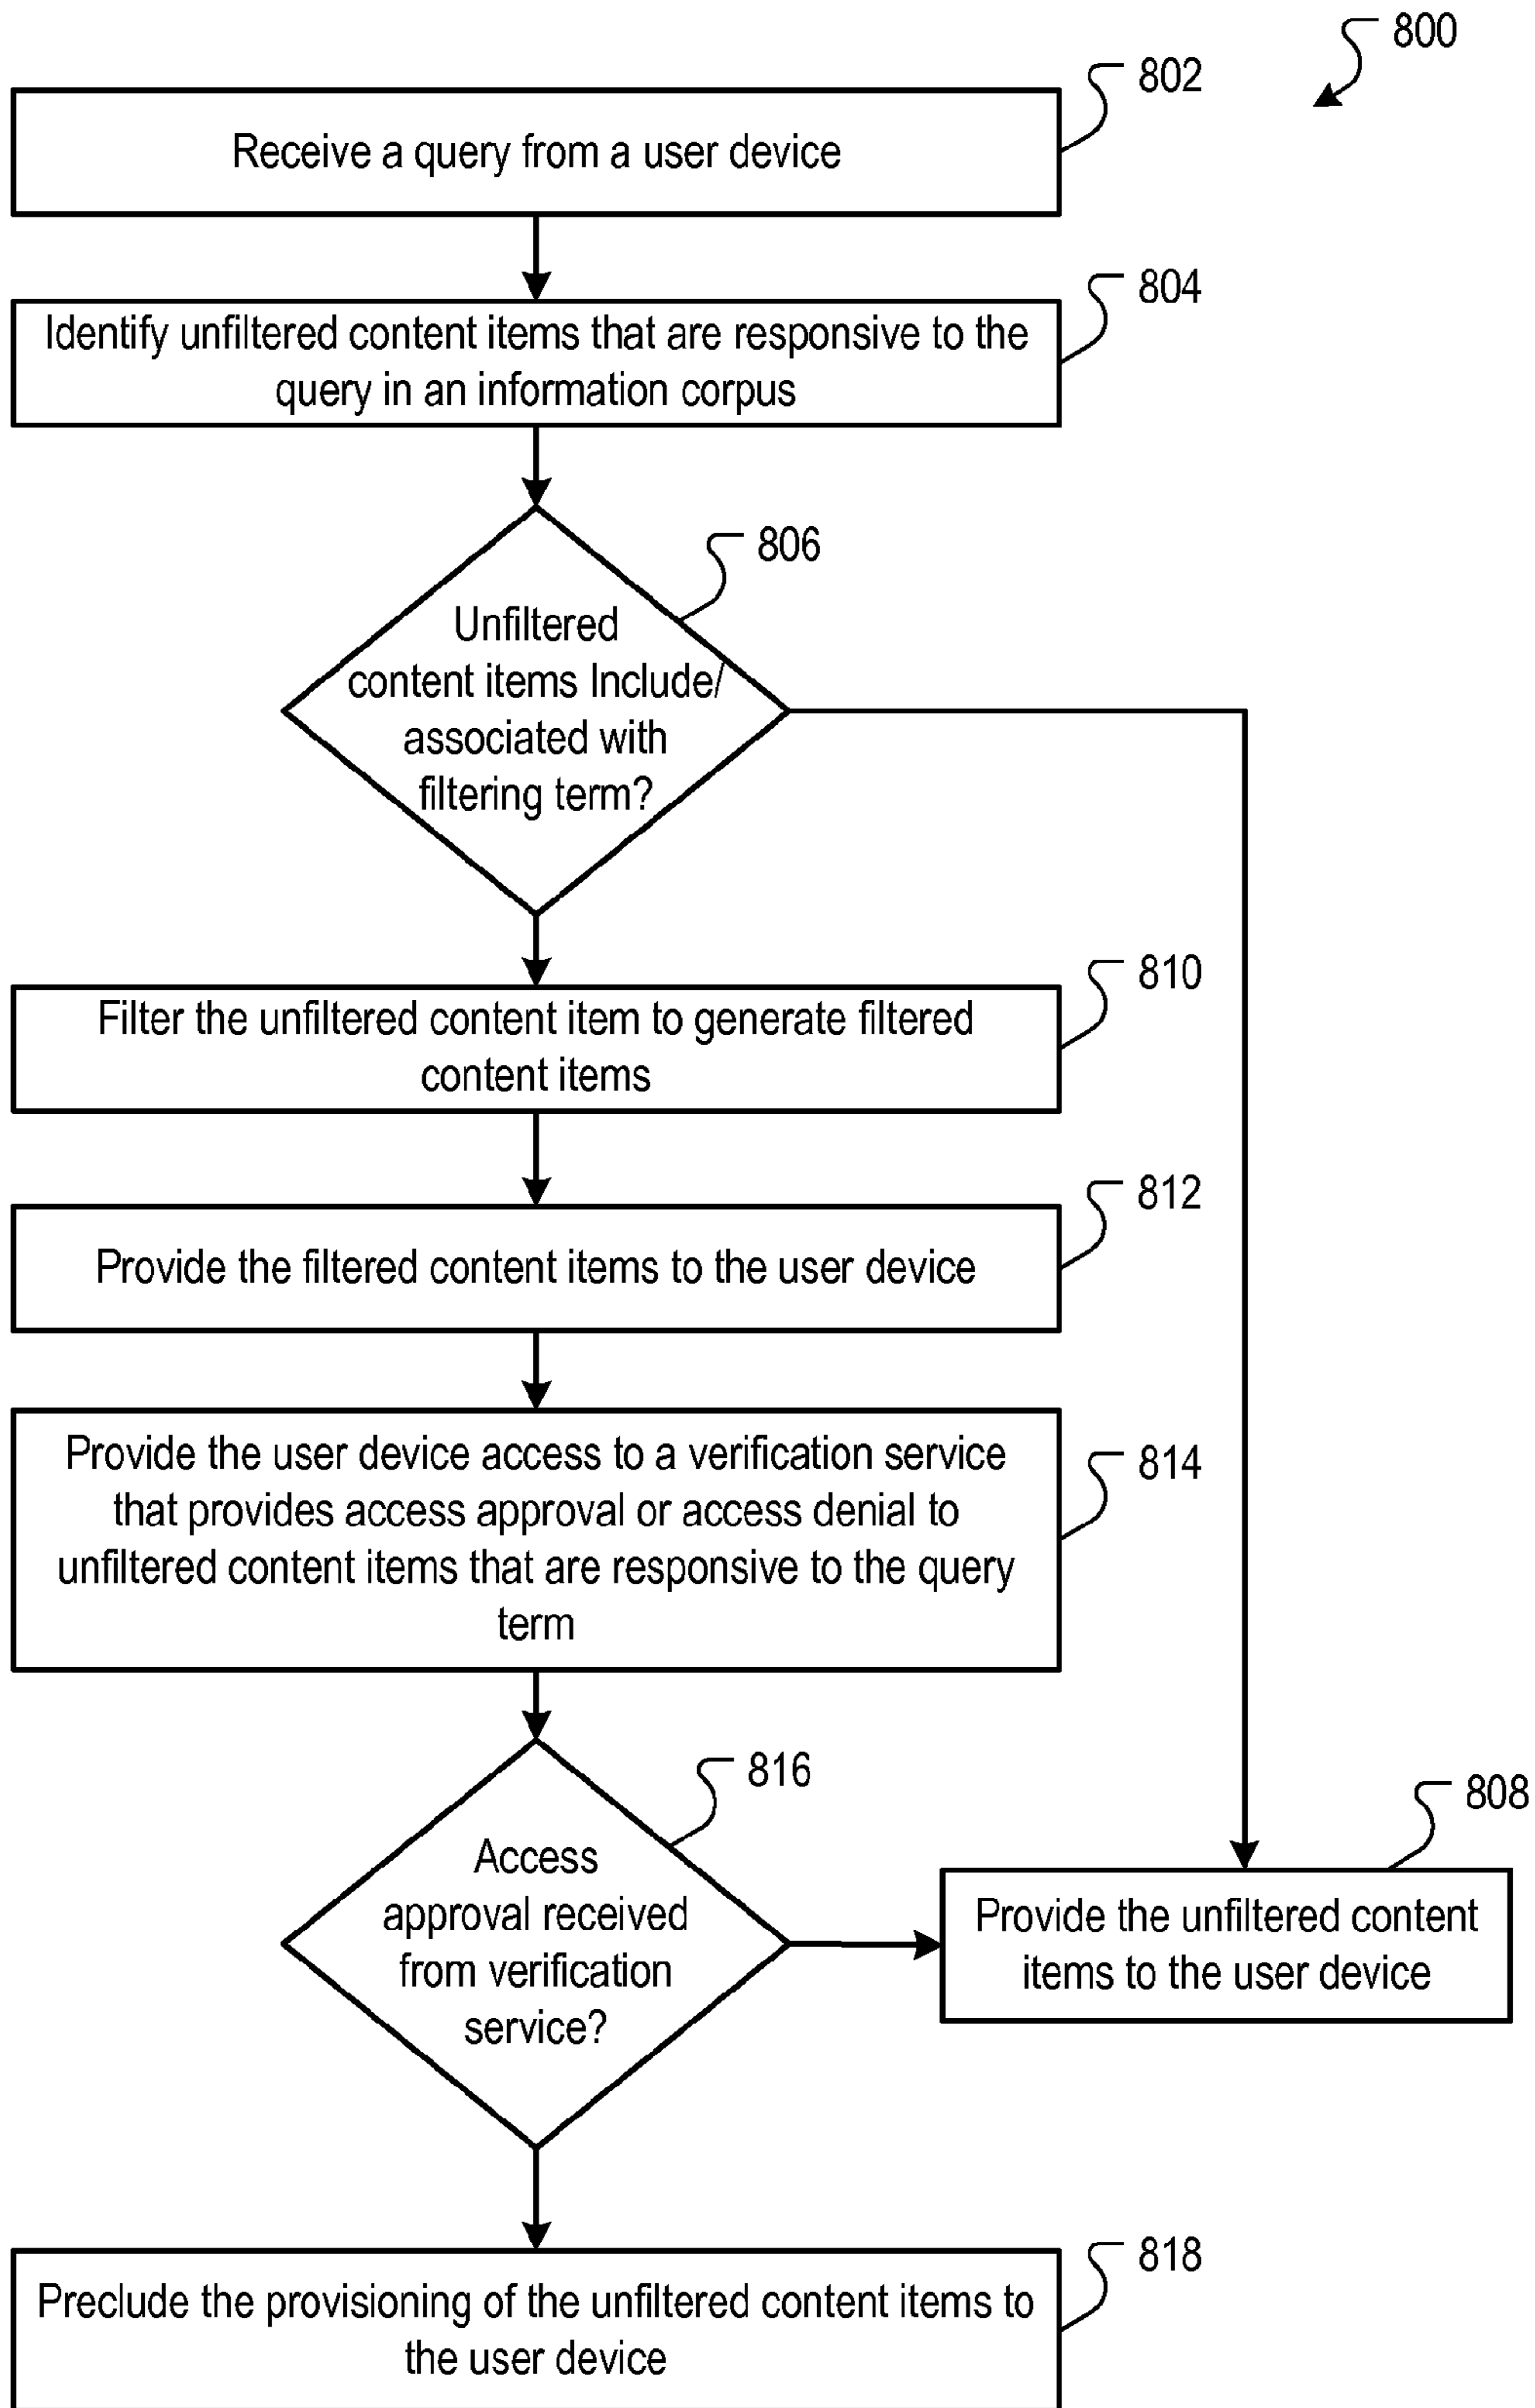 800
802
Receive a query from a user device
804
Identify unfiltered content items that are responsive to the
query in an information corpus
806
Unfiltered
content items Include/
associated with
filtering term?
810
Filter the unfiltered content item to generate filtered
content items
812
Provide the filtered content items to the user device
814
Provide the user device access to a verification service
that provides access approval or access denial to
unfiltered content items that are responsive to the query
term
816
Access
approval received
from verification
service?
808
Provide the unfiltered content
items to the user device
818
Preclude the provisioning of the unfiltered content items to
the user device